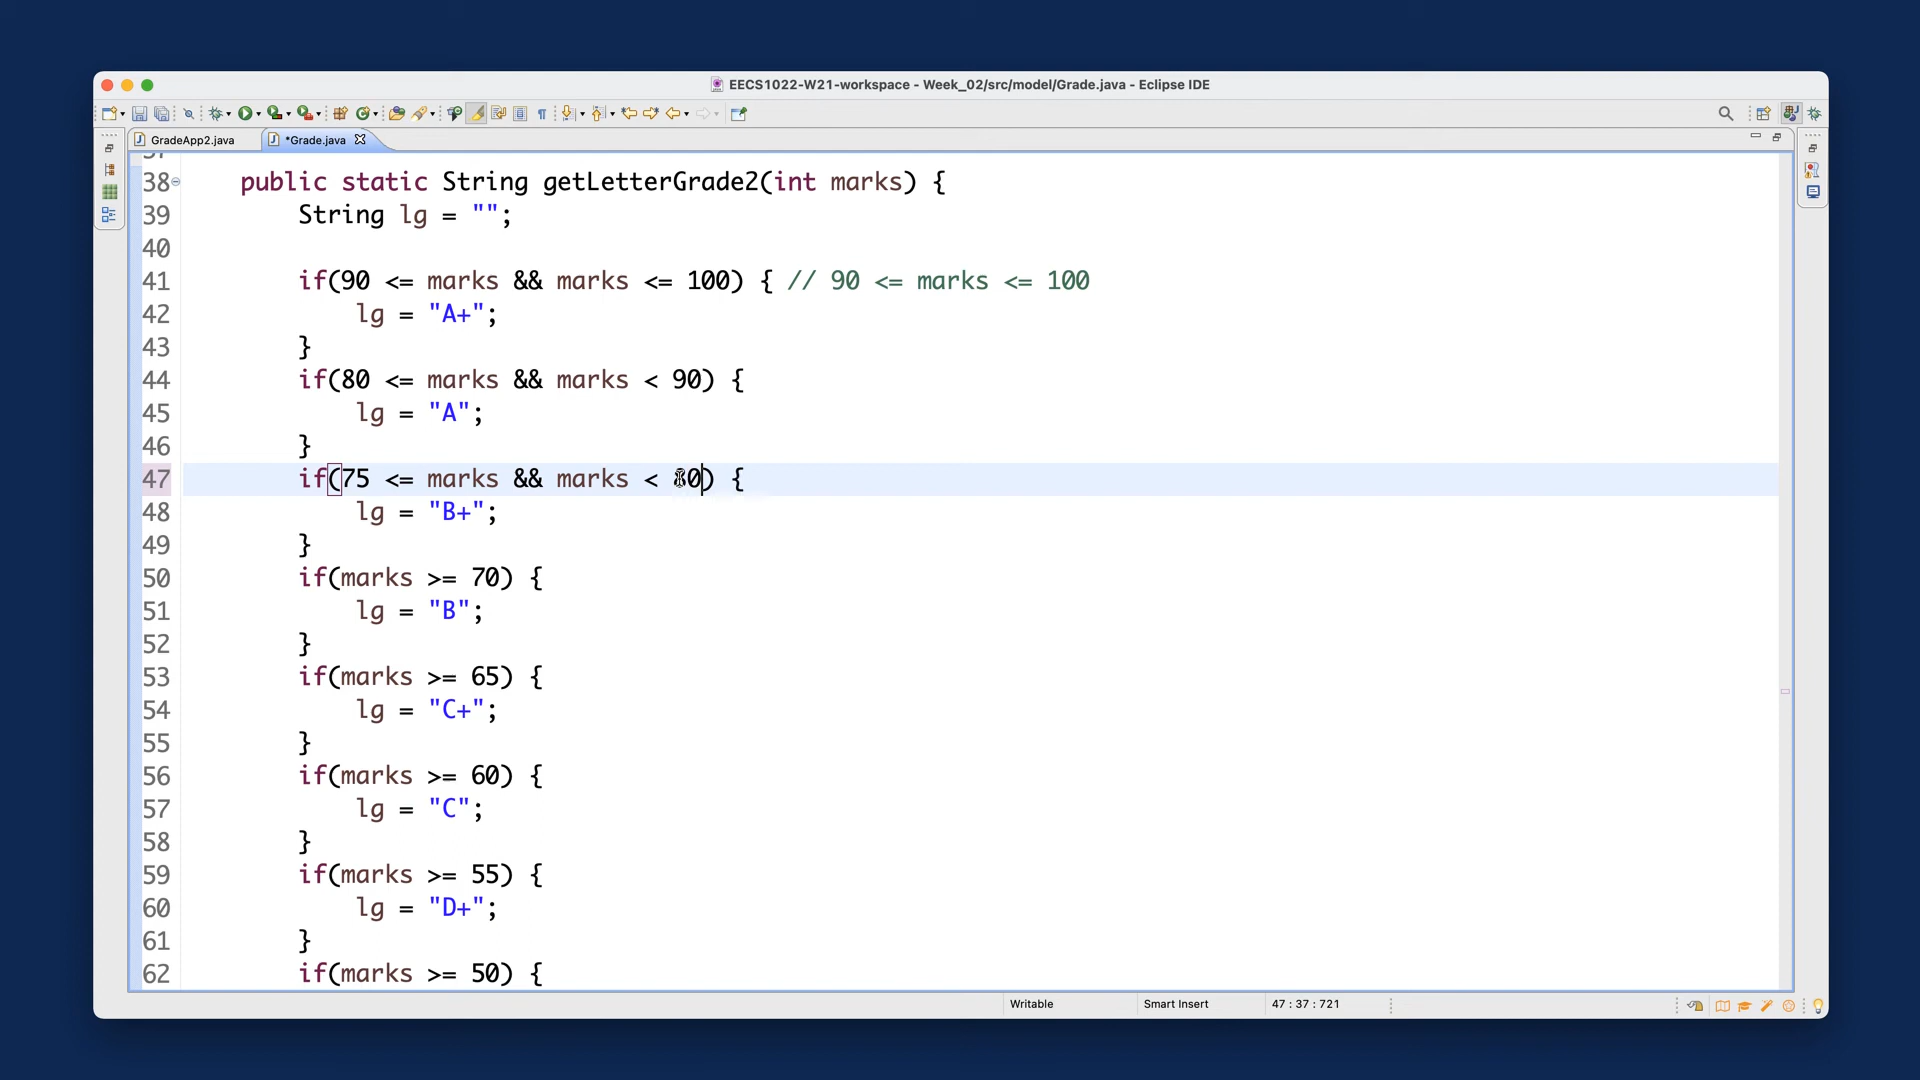 EECS1022-W21-workspace - Week_02/src/model/Grade.java - Eclipse IDE
GradeApp2.java
*Grade.java
38 public static String getLetterGrade2(int marks) {
39 String lg = "";
40
41 if(90 <= marks && marks <= 100) { // 90 <= marks <= 100
42 lg = "A+";
43 }
44 if(80 <= marks && marks < 90) {
45 lg = "A";
46 }
47 if(75 <= marks && marks < 80) {
48 lg = "B+";
49 }
50 if(marks >= 70) {
51 lg = "B";
52 }
53 if(marks >= 65) {
54 lg = "C+";
55 }
56 if(marks >= 60) {
57 lg = "C";
58 }
59 if(marks >= 55) {
60 lg = "D+";
61 }
62 if(marks >= 50) {
Writable
Smart Insert
47 : 37 : 721